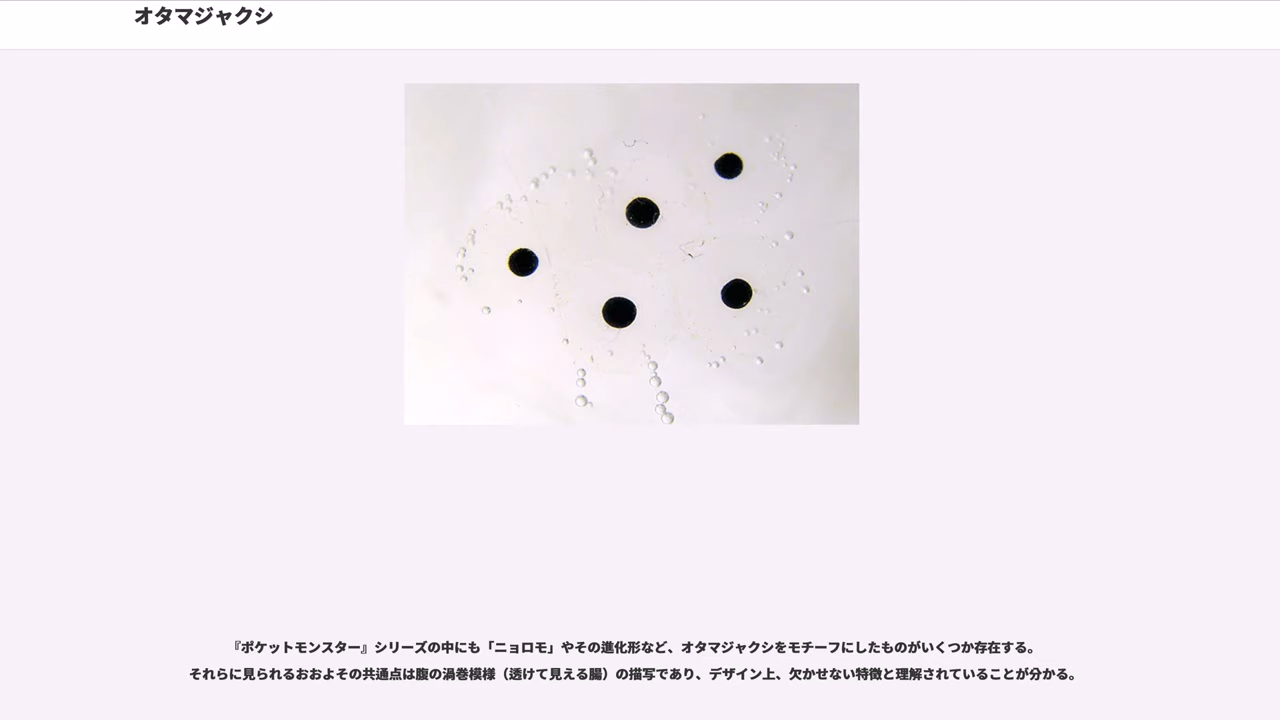 オタマジャクシ
『ポケットモンスター』シリーズの中にも「ニョロモ」やその進化形など、オタマジャクシをモチーフにしたものがいくつか存在する。
それらに見られるおおよその共通点は腹の渦巻模様（透けて見える腸）の描写であり、デザイン上、欠かせない特徴と理解されていることが分かる。